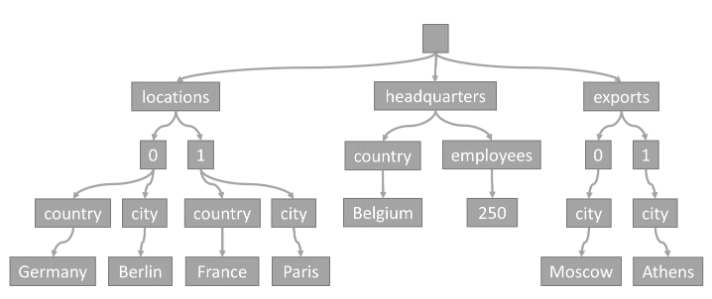 locations headquarters exports
0 1 country employees 0 1
country city country city Belgium 250 city city
Germany Berlin France Paris Moscow Athens